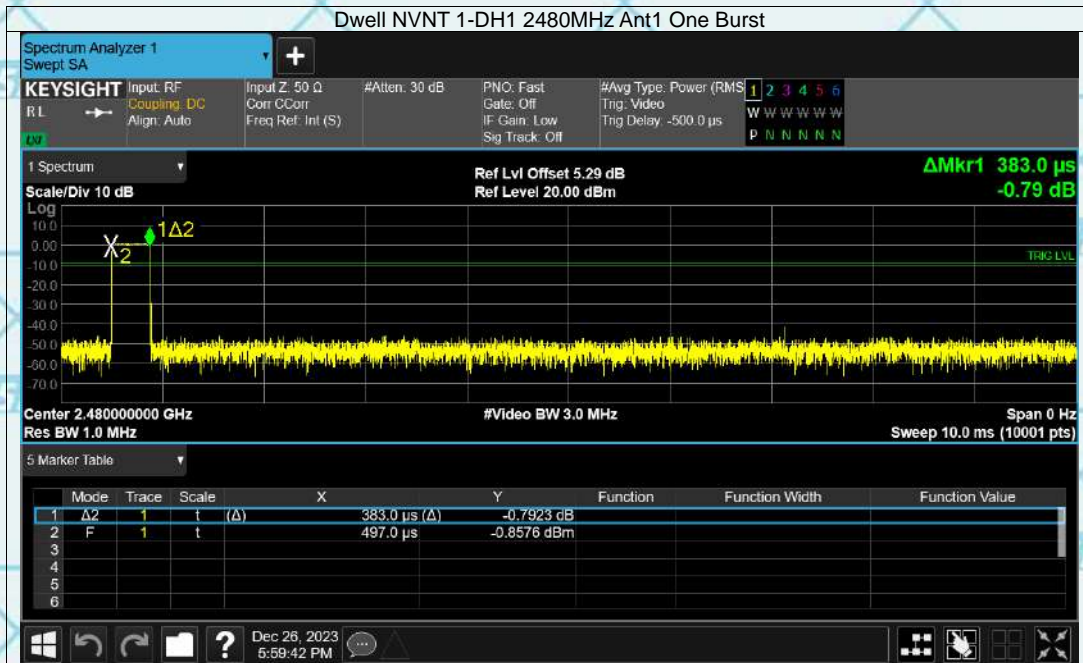 Dwell NVNT 1-DH1 2480MHz Ant1 One Burst
Spectrum Analyzer 1
Swept SA
+
KEYSIGHT Input: RF Input Z: 50 Ω #Atten: 30 dB PNO: Fast #Avg Type: Power (RMS 1 2 3 4 5 6
R L Coupling: DC Corr CCorr Gate: Off Trig: Video W W W W W W
Align: Auto Freq Ref: Int (S) IF Gain: Low Trig Delay: -500.0 µs
LXI Sig Track: Off P N N N N N
1 Spectrum Ref Lvl Offset 5.29 dB ΔMkr1 383.0 µs
Scale/Div 10 dB Ref Level 20.00 dBm -0.79 dB
Log
10.0 1Δ2
0.00 X2
-10.0 TRIG LVL
-20.0
-30.0
-40.0
-50.0
-60.0
-70.0
Center 2.480000000 GHz #Video BW 3.0 MHz Span 0 Hz
Res BW 1.0 MHz Sweep 10.0 ms (10001 pts)
5 Marker Table
Mode Trace Scale X Y Function Function Width Function Value
1 Δ2 1 t (Δ) 383.0 µs (Δ) -0.7923 dB
2 F 1 t 497.0 µs -0.8576 dBm
3
4
5
6
? Dec 26, 2023
5:59:42 PM